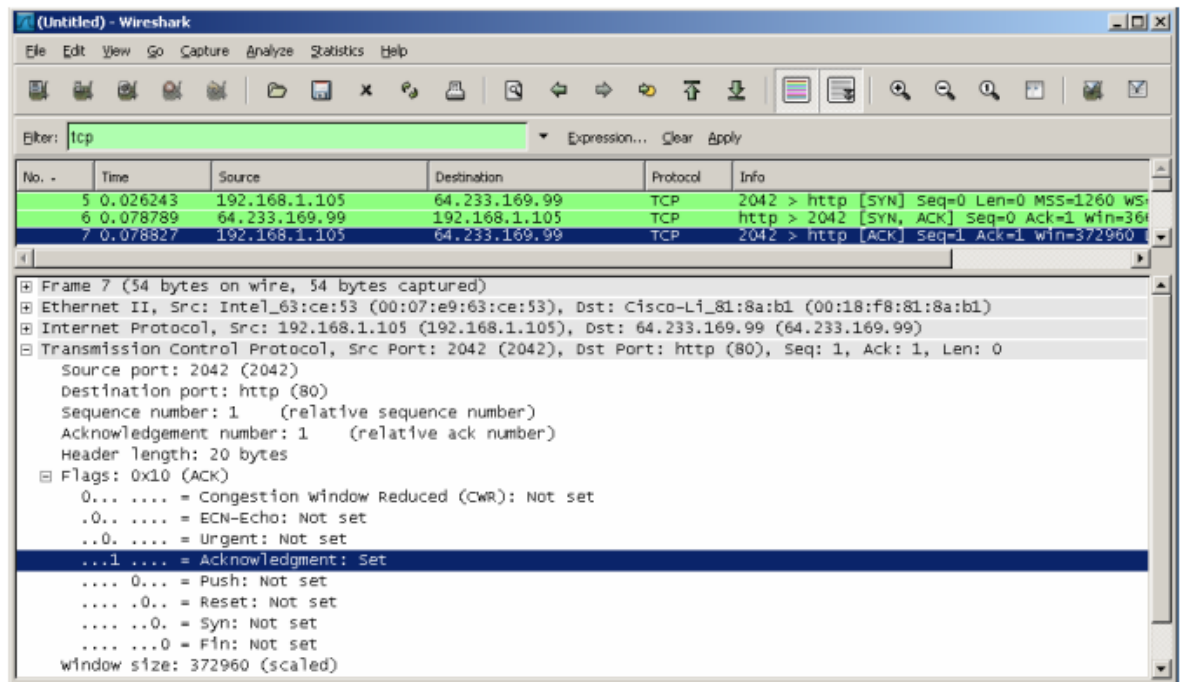 (Untitled) - Wireshark
File Edit View Go Capture Analyze Statistics Help
Filter: tcp Expression... Clear Apply
No. - Time Source Destination Protocol Info
5 0.026243 192.168.1.105 64.233.169.99 TCP 2042 > http [SYN] Seq=0 Len=0 MSS=1260 WS
6 0.078789 64.233.169.99 192.168.1.105 TCP http > 2042 [SYN, ACK] Seq=0 Ack=1 Win=36
7 0.078827 192.168.1.105 64.233.169.99 TCP 2042 > http [ACK] Seq=1 Ack=1 Win=372960
Frame 7 (54 bytes on wire, 54 bytes captured)
Ethernet II, Src: Intel_63:ce:53 (00:07:e9:63:ce:53), Dst: Cisco-Li_81:8a:b1 (00:18:f8:81:8a:b1)
Internet Protocol, Src: 192.168.1.105 (192.168.1.105), Dst: 64.233.169.99 (64.233.169.99)
Transmission Control Protocol, Src Port: 2042 (2042), Dst Port: http (80), Seq: 1, Ack: 1, Len: 0
Source port: 2042 (2042)
Destination port: http (80)
Sequence number: 1 (relative sequence number)
Acknowledgement number: 1 (relative ack number)
Header length: 20 bytes
Flags: 0x10 (ACK)
0... .... = Congestion Window Reduced (CWR): Not set
.0.. .... = ECN-Echo: Not set
..0. .... = Urgent: Not set
...1 .... = Acknowledgment: Set
.... 0... = Push: Not set
.... .0.. = Reset: Not set
.... ..0. = Syn: Not set
.... ...0 = Fin: Not set
Window size: 372960 (scaled)